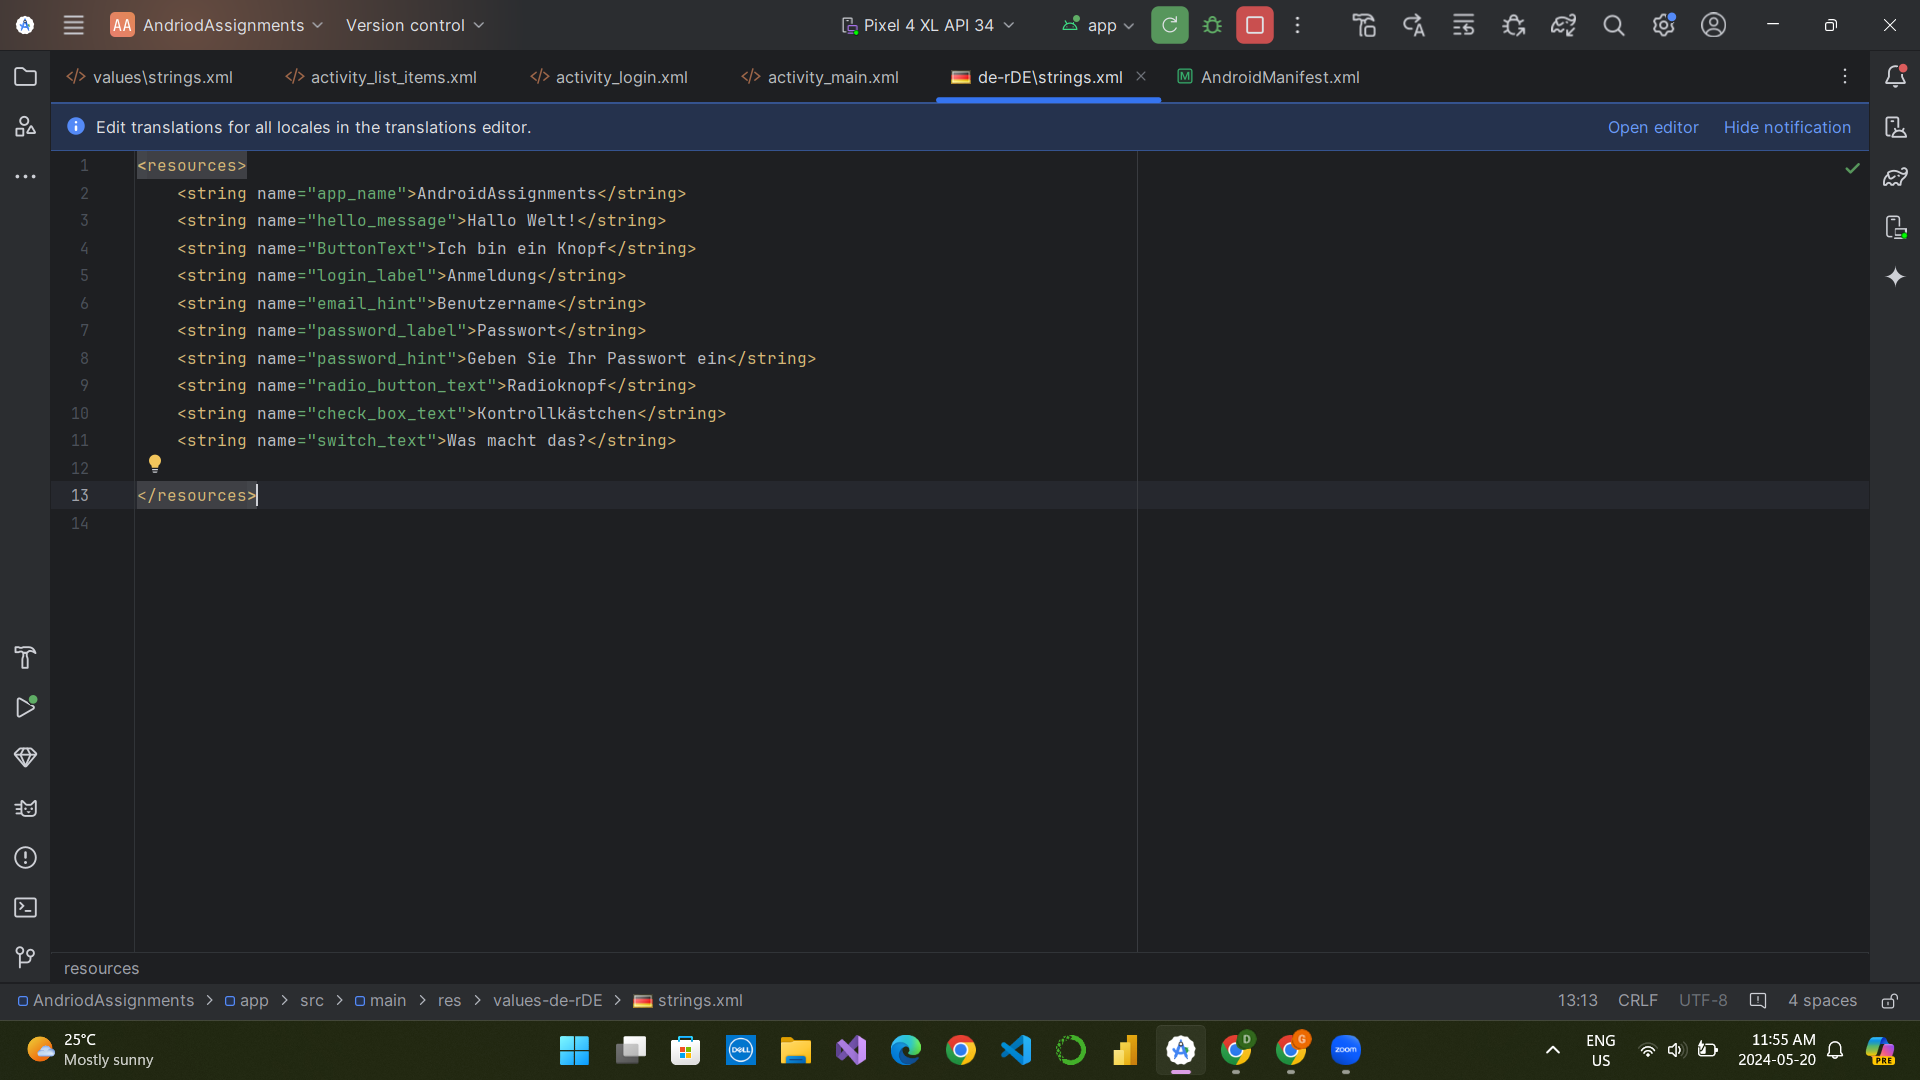 AA AndriodAssignments Version control Pixel 4 XL API 34 app
values\strings.xml activity_list_items.xml activity_login.xml activity_main.xml de-rDE\strings.xml M AndroidManifest.xml
Edit translations for all locales in the translations editor. Open editor Hide notification
1 <resources>
2 <string name="app_name">AndroidAssignments</string>
3 <string name="hello_message">Hallo Welt!</string>
4 <string name="ButtonText">Ich bin ein Knopf</string>
5 <string name="login_label">Anmeldung</string>
6 <string name="email_hint">Benutzername</string>
7 <string name="password_label">Passwort</string>
8 <string name="password_hint">Geben Sie Ihr Passwort ein</string>
9 <string name="radio_button_text">Radioknopf</string>
10 <string name="check_box_text">Kontrollkästchen</string>
11 <string name="switch_text">Was macht das?</string>
12
13 </resources>
14
resources
AndriodAssignments > app > src > main > res > values-de-rDE > strings.xml 13:13 CRLF UTF-8 4 spaces
25°C
Mostly sunny
DELL
D
G
zoom
ENG
US
11:55 AM
2024-05-20
PRE